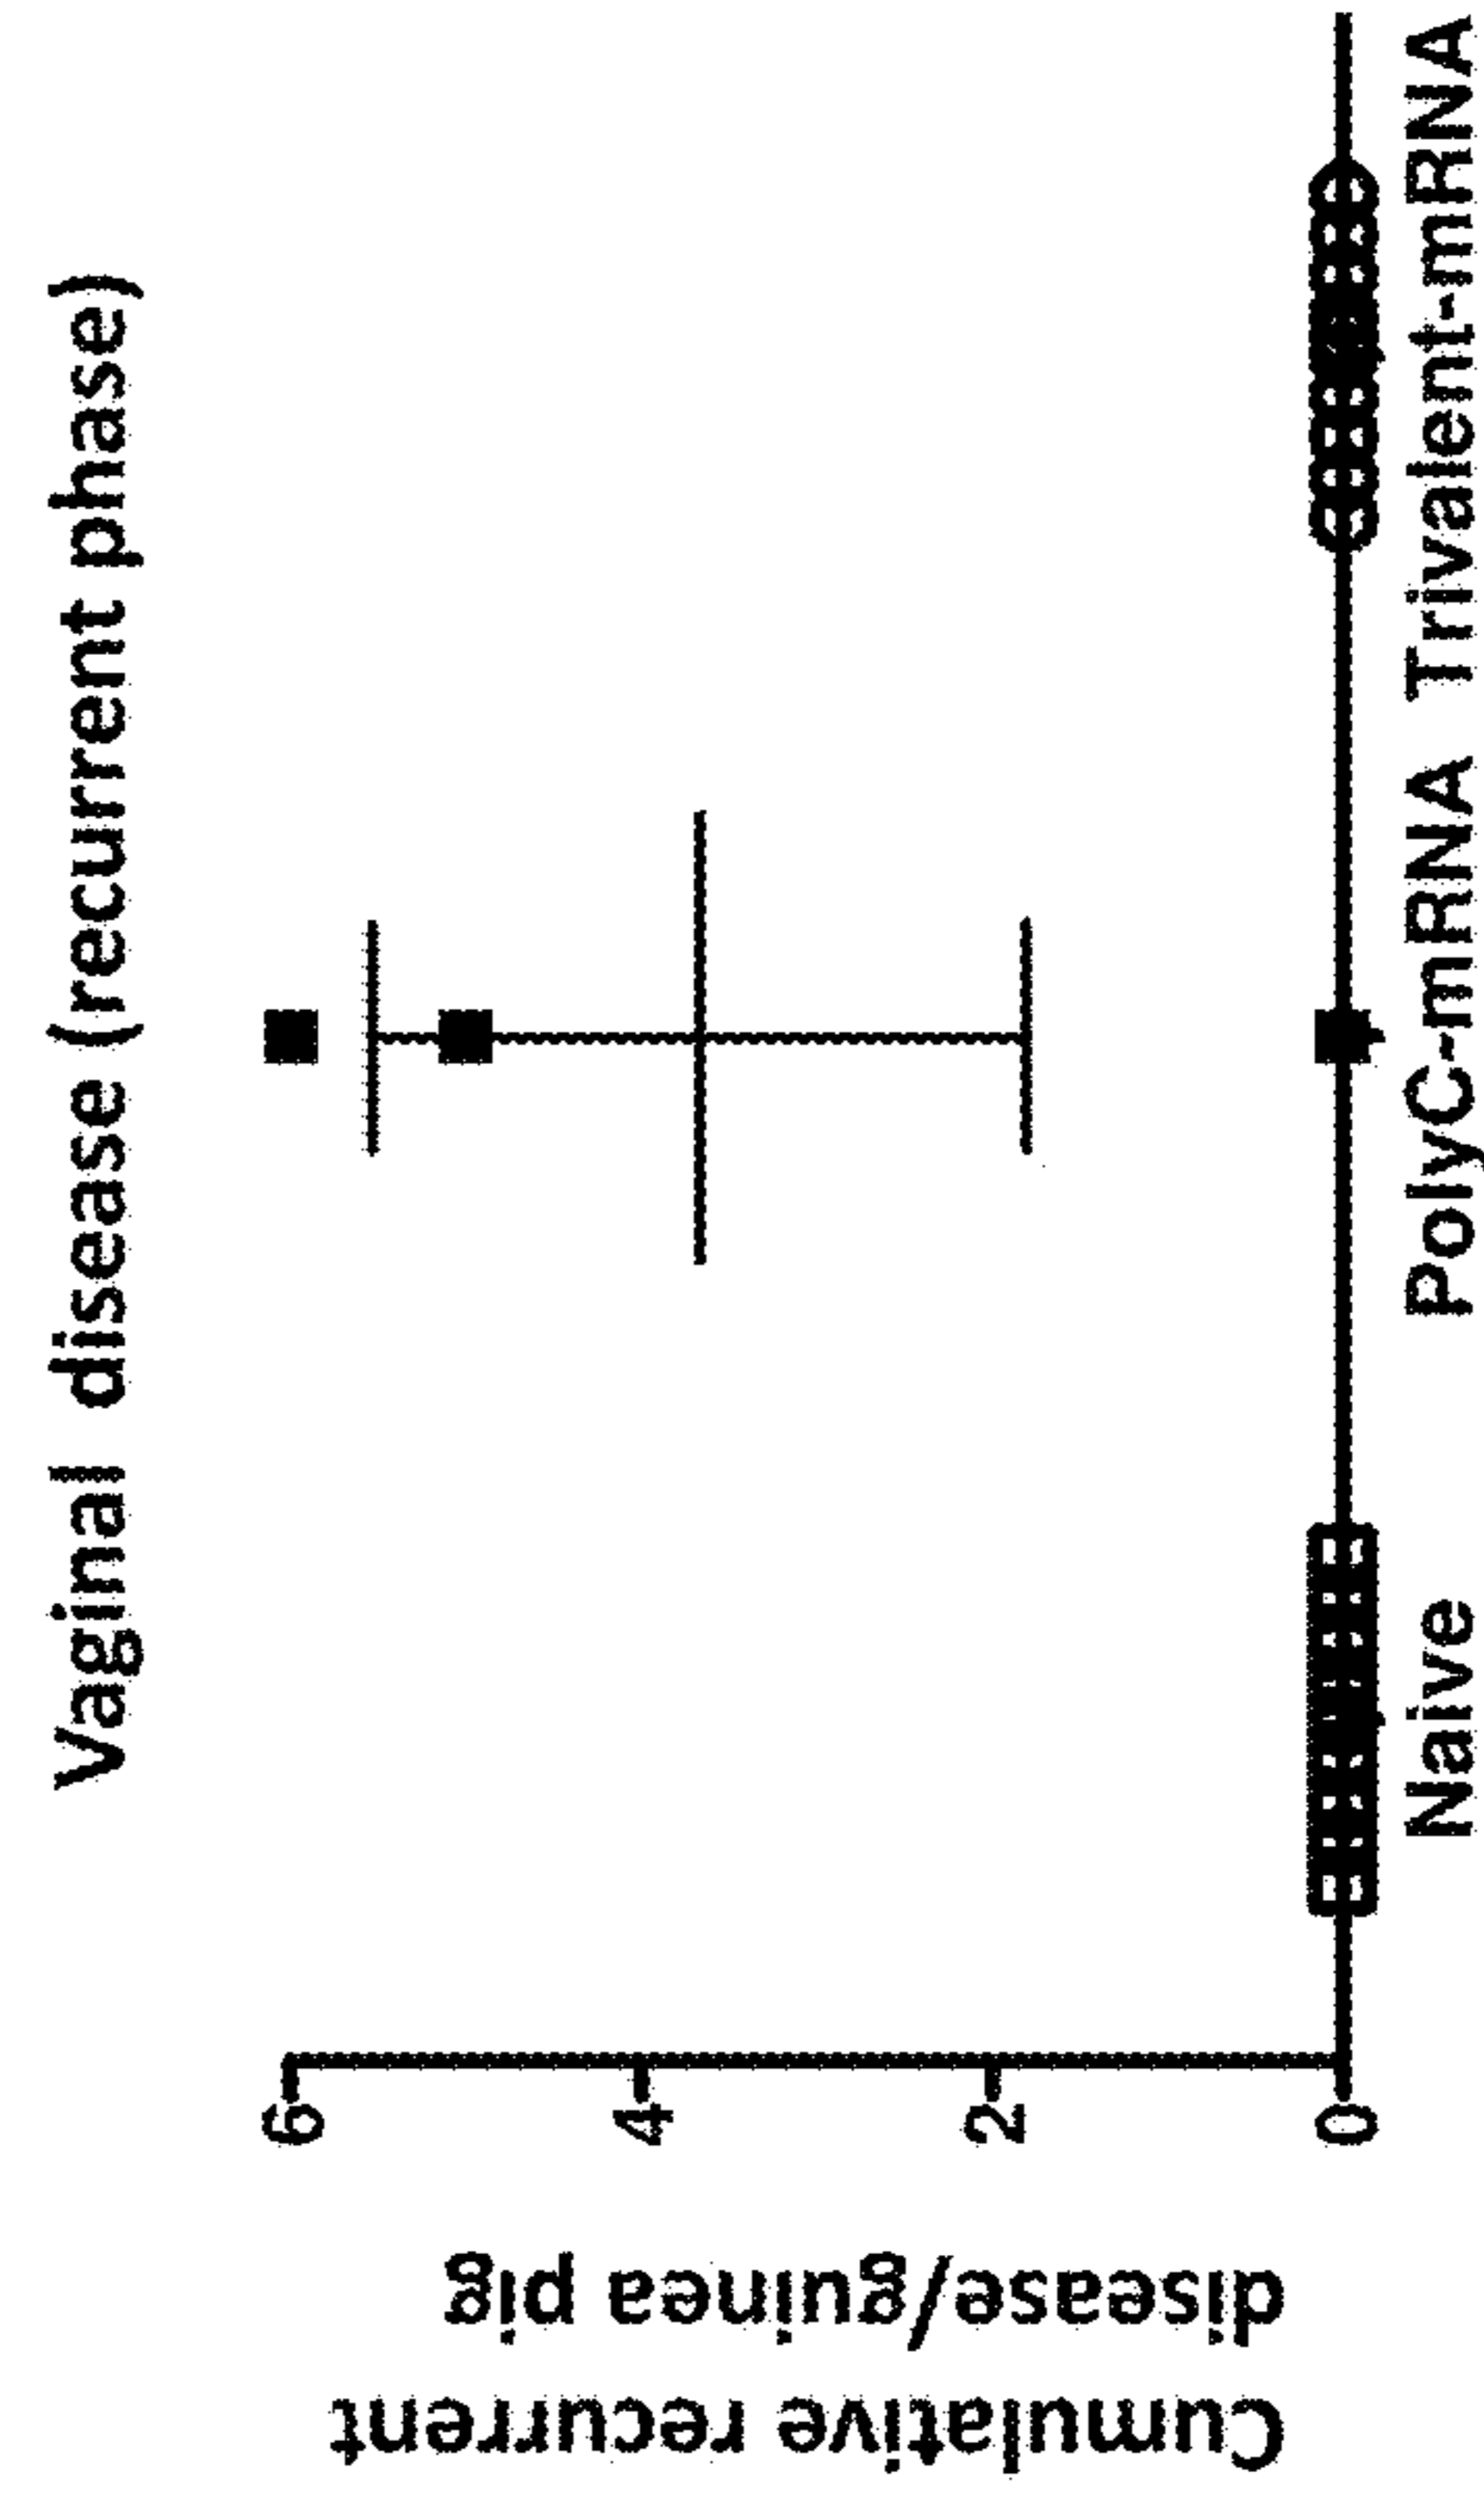 Vaginal disease (recurrent phase)
Cumulative recurrent
disease/guinea pig
6
4
2
0
Naive PolyC-mRNA Trivalent-mRNA